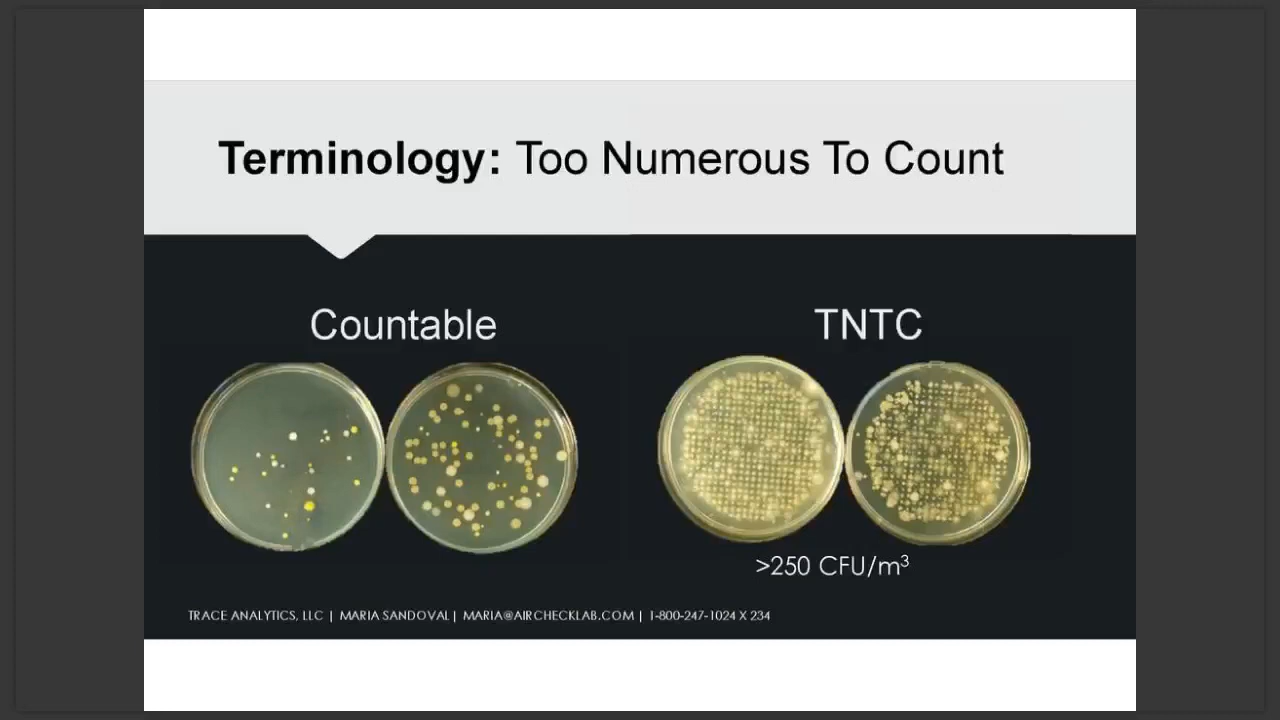 Terminology: Too Numerous To Count
Countable
TNTC
>250 CFU/m³
TRACE ANALYTICS, LLC | MARIA SANDOVAL| MARIA@AIRCHECKLAB.COM | 1-800-247-1024 X 234